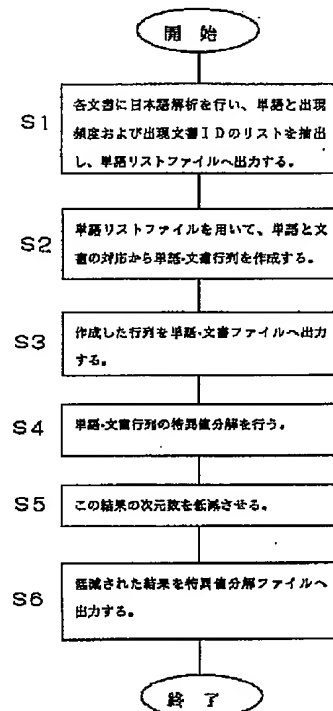 開 始
S1
各文書に日本語解析を行い、単語と出現
頻度および出現文書IDのリストを抽出
し、単語リストファイルへ出力する。
S2
単語リストファイルを用いて、単語と文
書の対応から単語-文書行列を作成する。
S3
作成した行列を単語-文書ファイルへ出力
する。
S4
単語-文書行列の特異値分解を行う。
S5
この結果の次元数を低減させる。
S6
低減された結果を特異値分解ファイルへ
出力する。
終 了